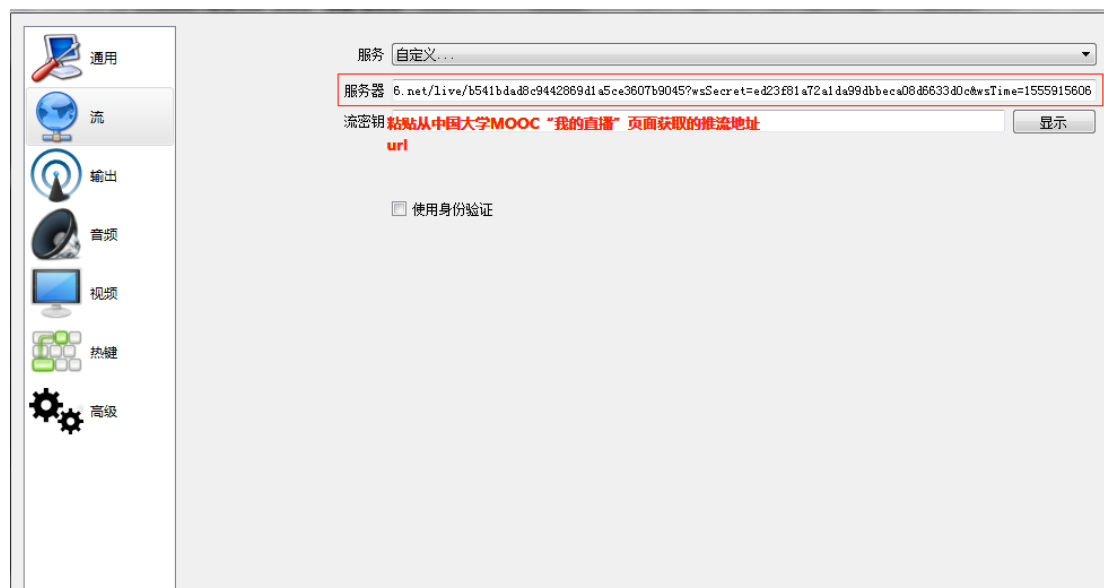 通用
流
输出
音频
视频
热键
高级
服务 自定义...
服务器 6.net/live/b541bdad8c9442869d1a5ce3607b9045?wsSecret=ed23f81a72a1da99dbbeca08d6633d0c&wsTime=1555915606
流密钥 粘贴从中国大学MOOC“我的直播”页面获取的推流地址 显示
url
使用身份验证